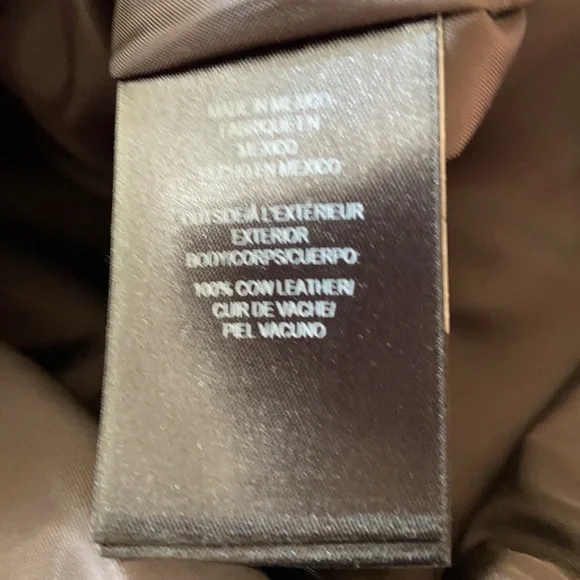 MADE IN MEXICO
FABRIQUE EN
MEXICO
HECHO EN MEXICO
OUTSIDE/À L'EXTÉRIEUR
EXTERIOR
BODY/CORPS/CUERPO:
100% COW LEATHER/
CUIR DE VACHE/
PIEL VACUNO